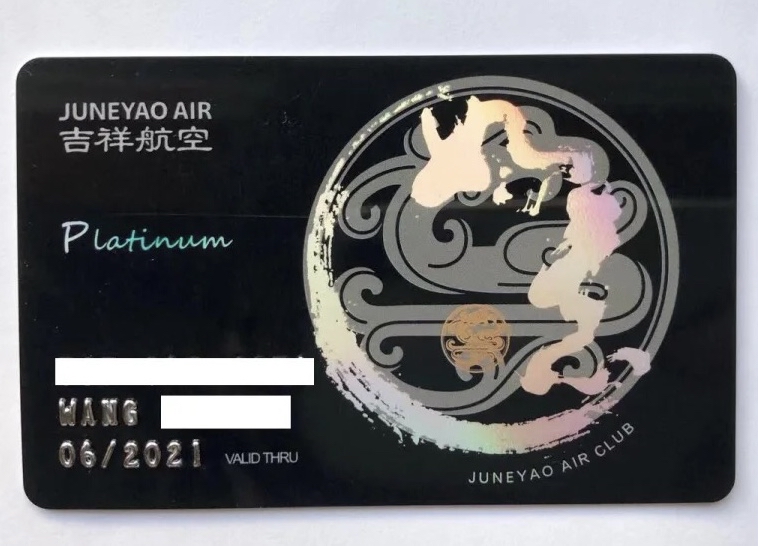 JUNEYAO AIR
吉祥航空
Platinum
WANG
06/2021 VALID THRU
JUNEYAO AIR CLUB